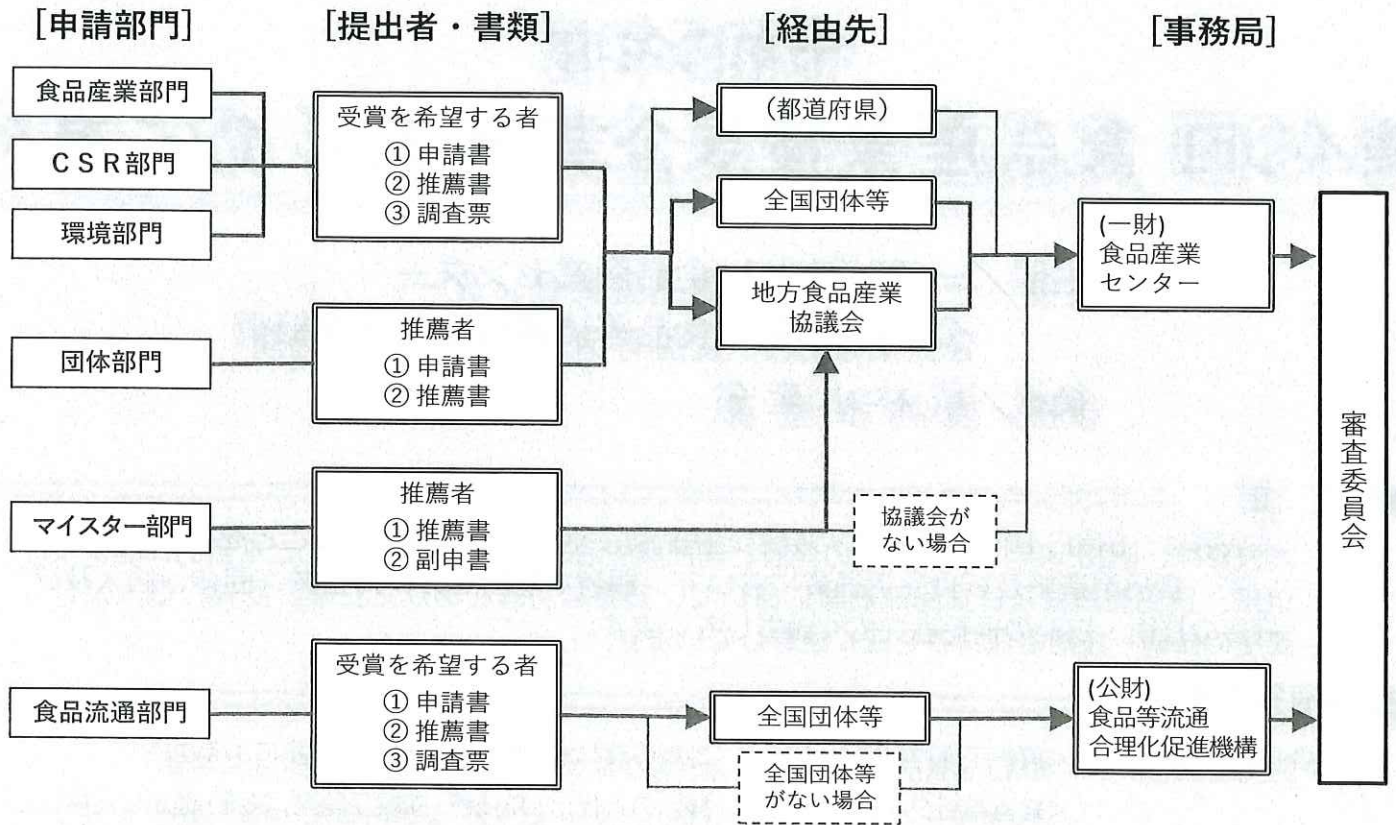 [申請部門]
[提出者・書類]
[経由先]
[事務局]
食品産業部門
ＣＳＲ部門
環境部門
受賞を希望する者
① 申請書
② 推薦書
③ 調査票
(都道府県)
全国団体等
地方食品産業
協議会
(一財)
食品産業
センター
審査委員会
団体部門
推薦者
① 申請書
② 推薦書
マイスター部門
推薦者
① 推薦書
② 副申書
協議会が
ない場合
食品流通部門
受賞を希望する者
① 申請書
② 推薦書
③ 調査票
全国団体等
全国団体等
がない場合
(公財)
食品等流通
合理化促進機構